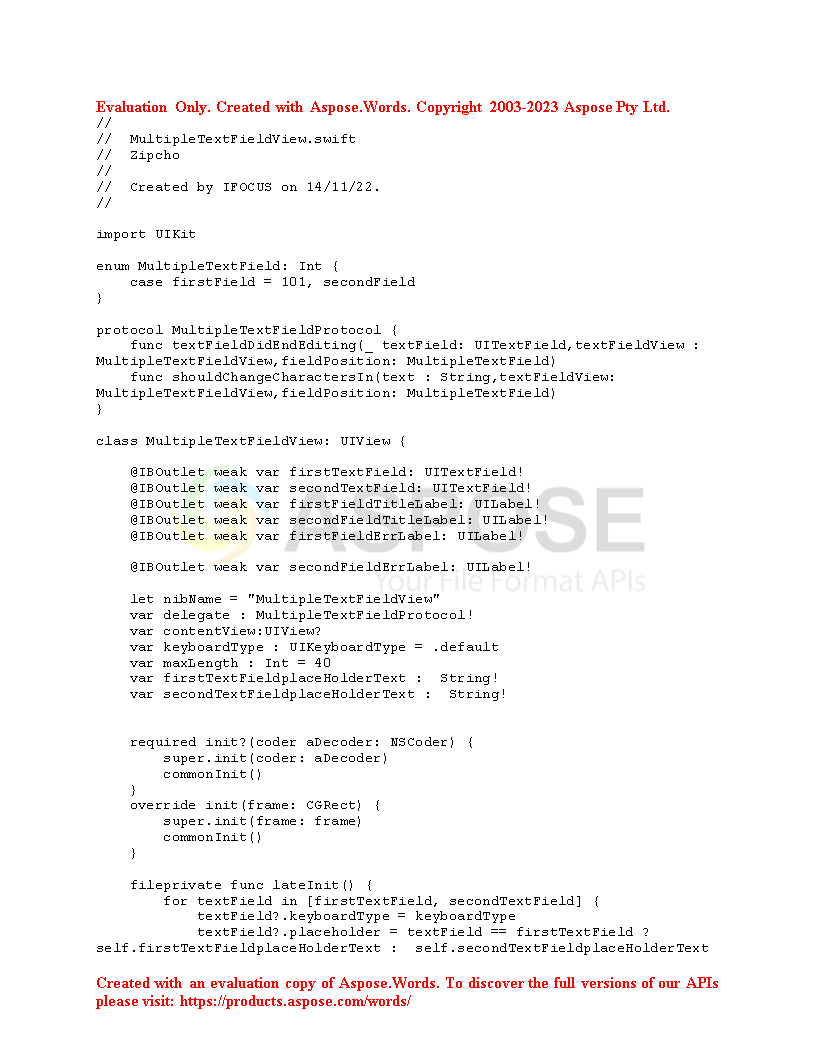 Evaluation Only. Created with Aspose.Words. Copyright 2003-2023 Aspose Pty Ltd.
//
//  MultipleTextFieldView.swift
//  Zipcho
//
//  Created by IFOCUS on 14/11/22.
//
import UIKit
enum MultipleTextField: Int {
    case firstField = 101, secondField
}
protocol MultipleTextFieldProtocol {
    func textFieldDidEndEditing(_ textField: UITextField,textFieldView :
MultipleTextFieldView,fieldPosition: MultipleTextField)
    func shouldChangeCharactersIn(text : String,textFieldView:
MultipleTextFieldView,fieldPosition: MultipleTextField)
}
class MultipleTextFieldView: UIView {
    @IBOutlet weak var firstTextField: UITextField!
    @IBOutlet weak var secondTextField: UITextField!
    @IBOutlet weak var firstFieldTitleLabel: UILabel!
    @IBOutlet weak var secondFieldTitleLabel: UILabel!
    @IBOutlet weak var firstFieldErrLabel: UILabel!
    @IBOutlet weak var secondFieldErrLabel: UILabel!
ASPOSE
Your File Format APIs
    let nibName = "MultipleTextFieldView"
    var delegate : MultipleTextFieldProtocol!
    var contentView:UIView?
    var keyboardType : UIKeyboardType = .default
    var maxLength : Int = 40
    var firstTextFieldplaceHolderText :  String!
    var secondTextFieldplaceHolderText :  String!
    required init?(coder aDecoder: NSCoder) {
        super.init(coder: aDecoder)
        commonInit()
    }
    override init(frame: CGRect) {
        super.init(frame: frame)
        commonInit()
    }
    fileprivate func lateInit() {
        for textField in [firstTextField, secondTextField] {
            textField?.keyboardType = keyboardType
            textField?.placeholder = textField == firstTextField ?
self.firstTextFieldplaceHolderText :  self.secondTextFieldplaceHolderText
Created with an evaluation copy of Aspose.Words. To discover the full versions of our APIs
please visit: https://products.aspose.com/words/